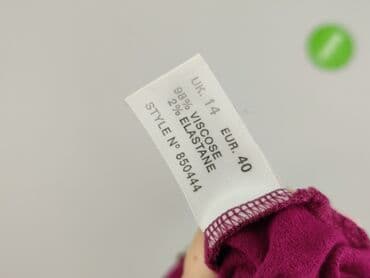 UK. 14 EUR. 40
98% VISCOSE
2% ELASTANE
STYLE Nº 850444